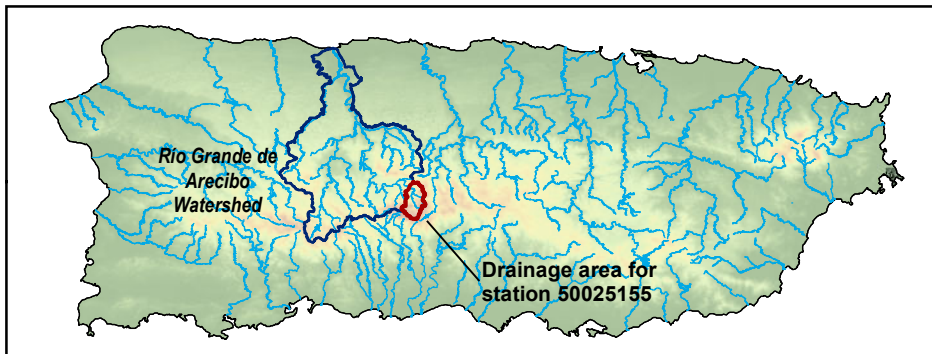 Río Grande de
Arecibo
Watershed
Drainage area for
station 50025155